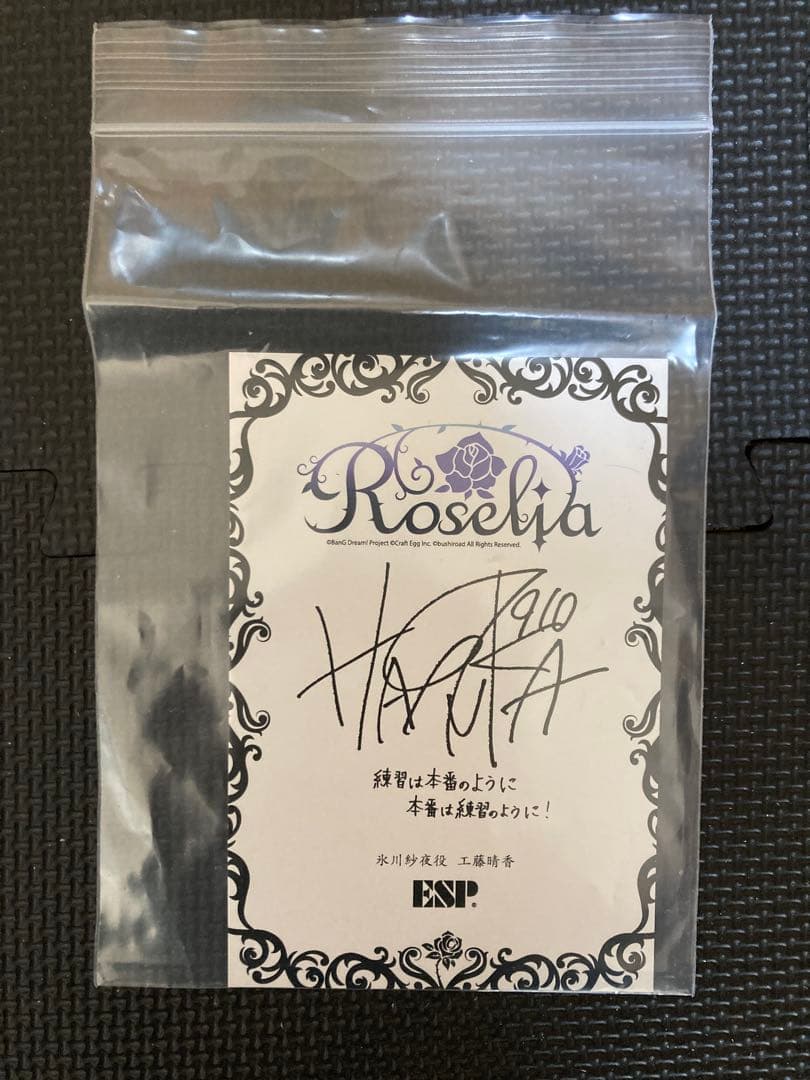 Roselia
©BanG Dream! Project ©Craft Egg Inc. ©bushiroad All Rights Reserved.
HARUKA 910
練習は本番のように
本番は練習のように!
氷川紗夜役 工藤晴香
ESP®